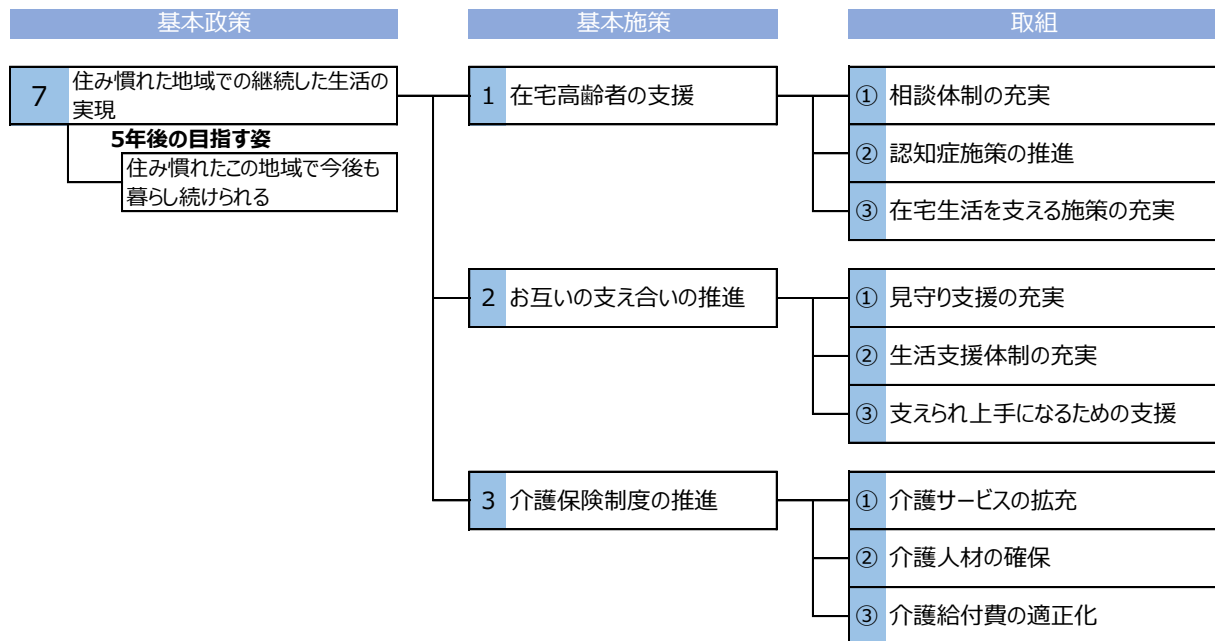 基本政策
基本施策
取組
7
住み慣れた地域での継続した生活の
実現
5年後の目指す姿
住み慣れたこの地域で今後も
暮らし続けられる
1 在宅高齢者の支援
① 相談体制の充実
② 認知症施策の推進
③ 在宅生活を支える施策の充実
2 お互いの支え合いの推進
① 見守り支援の充実
② 生活支援体制の充実
③ 支えられ上手になるための支援
3 介護保険制度の推進
① 介護サービスの拡充
② 介護人材の確保
③ 介護給付費の適正化